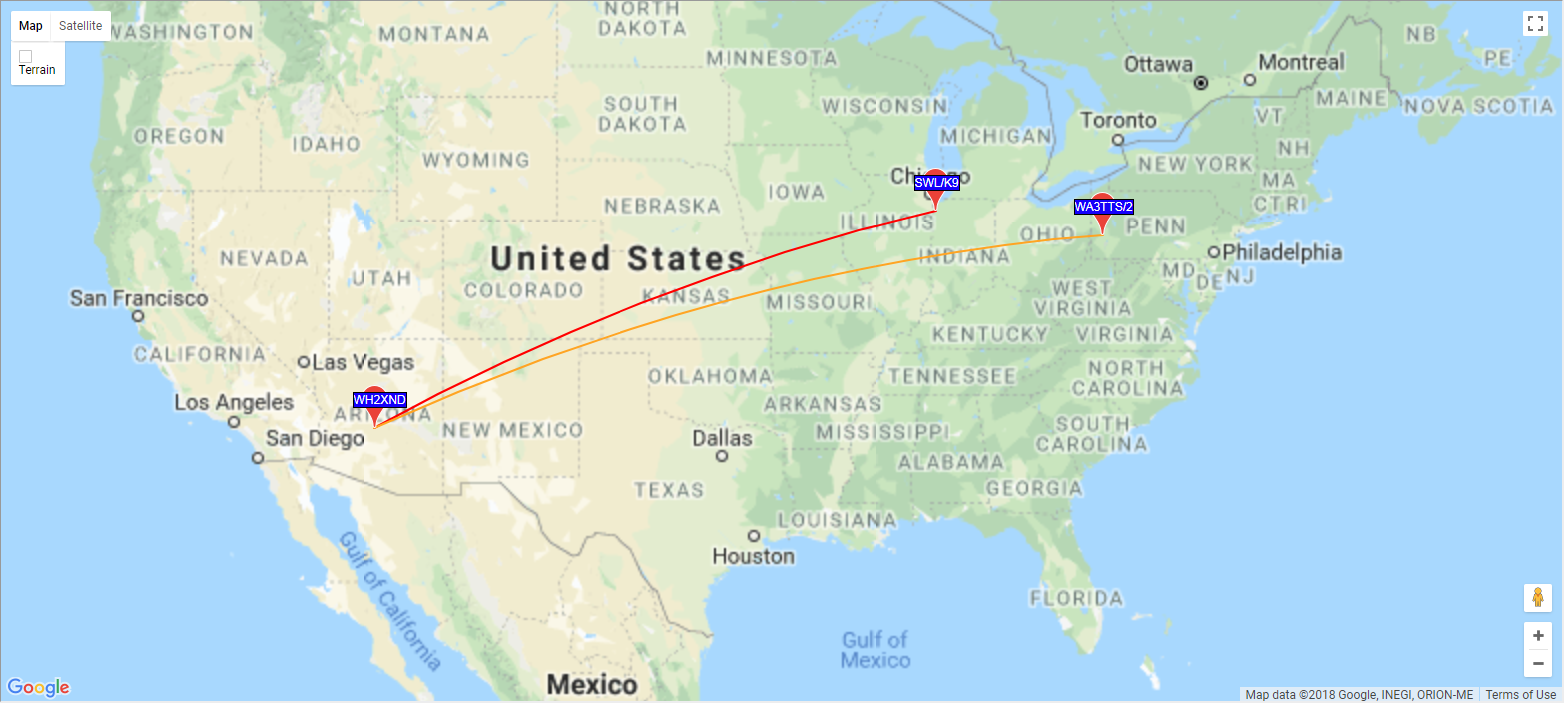 Map Satellite
Terrain
WASHINGTON
MONTANA
NORTH
DAKOTA
MINNESOTA
Ottawa
Montreal
NB
PE
MAINE
NOVA SCOTIA
OREGON
IDAHO
SOUTH
DAKOTA
WISCONSIN
MICHIGAN
Toronto
VT
NH
NEW YORK
MA
CT RI
WYOMING
IOWA
Chicago
SWL/K9
NEBRASKA
ILLINOIS
WA3TTS/2
OHIO
PENN
Philadelphia
NEVADA
United States
INDIANA
MD
DE
NJ
UTAH
COLORADO
KANSAS
MISSOURI
WEST
VIRGINIA
San Francisco
KENTUCKY
VIRGINIA
CALIFORNIA
Las Vegas
OKLAHOMA
TENNESSEE
NORTH
CAROLINA
Los Angeles
WH2XND
ARIZONA
ARKANSAS
San Diego
NEW MEXICO
Dallas
MISSISSIPPI
SOUTH
CAROLINA
ALABAMA
TEXAS
GEORGIA
LOUISIANA
Houston
Gulf of California
FLORIDA
Gulf of
Mexico
Mexico
Google
+
−
Map data ©2018 Google, INEGI, ORION-ME Terms of Use